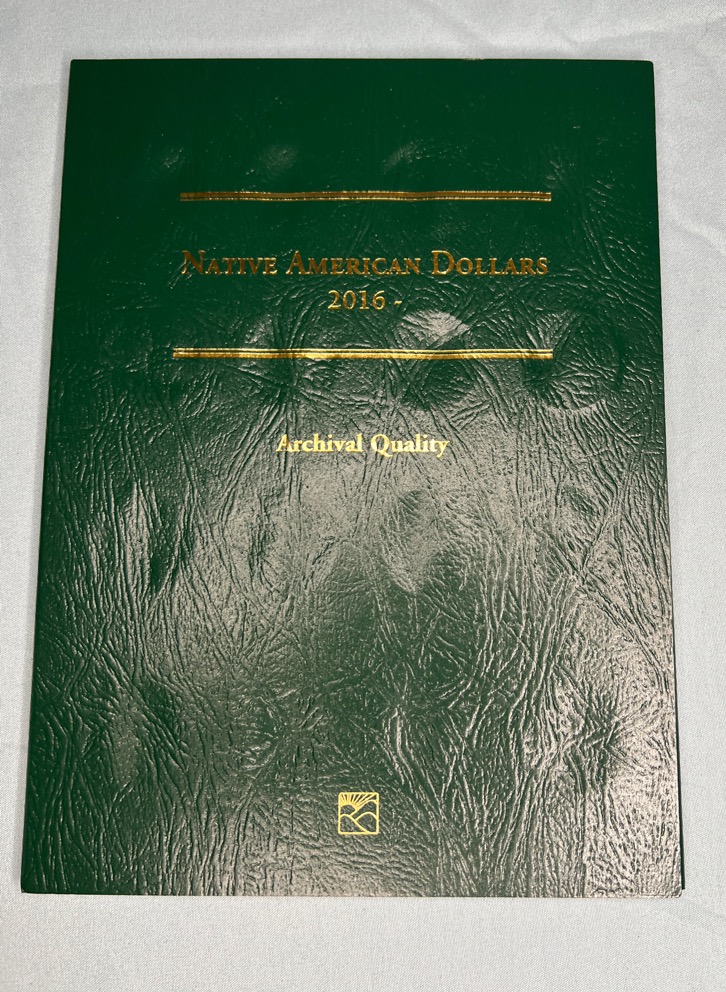 Native American Dollars
2016 -
Archival Quality